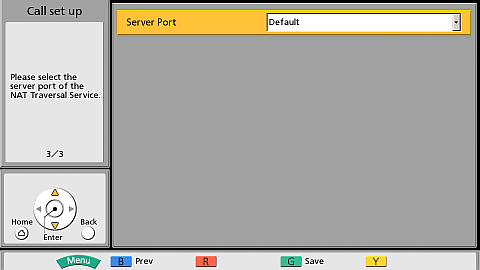 Call set up
Server Port
Default
Please select the
server port of the
NAT Traversal Service.
3/3
Home
Back
Enter
Menu
B
Prev
R
G
Save
Y